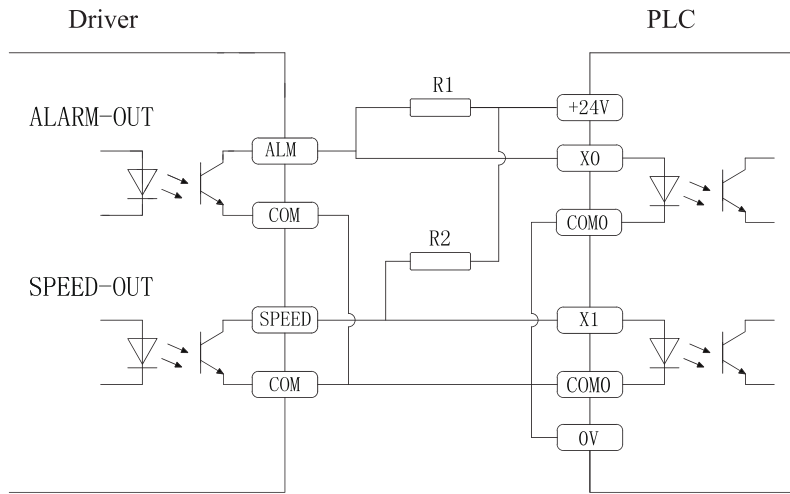 Driver
PLC
R1
+24V
ALARM-OUT
ALM
X0
COM
COM0
R2
SPEED-OUT
SPEED
X1
COM
COM0
0V